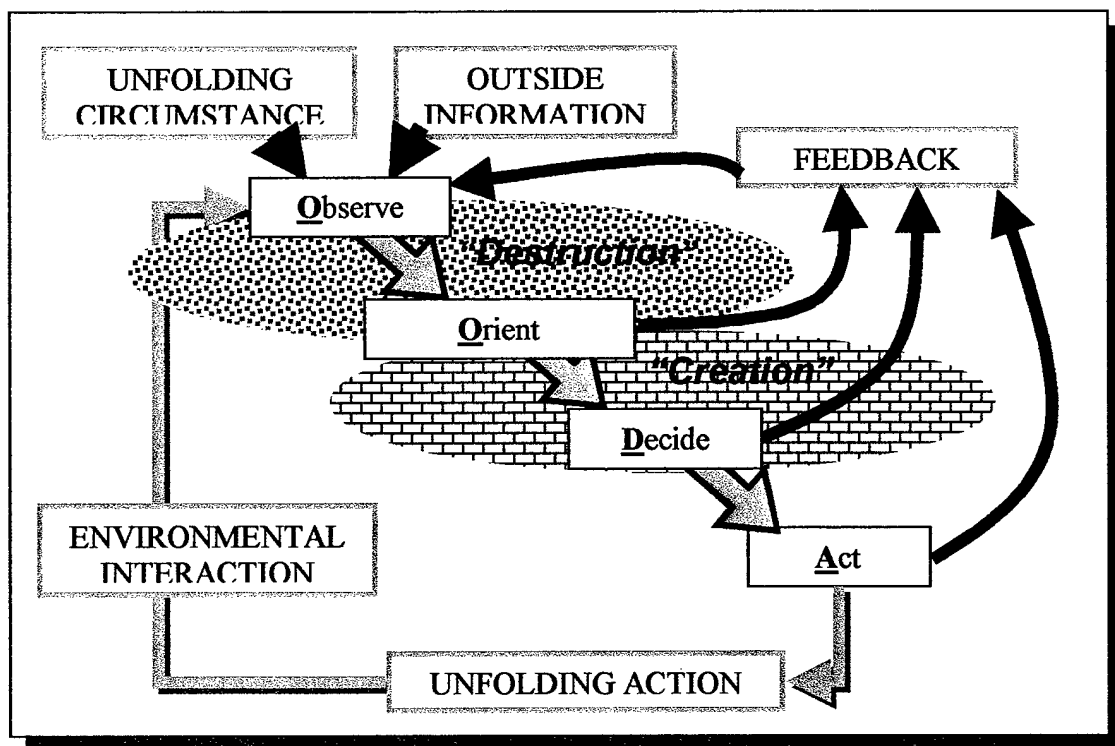 UNFOLDING
CIRCUMSTANCE
OUTSIDE
INFORMATION
FEEDBACK
Observe
"Destruction"
Orient
"Creation"
Decide
ENVIRONMENTAL
INTERACTION
Act
UNFOLDING ACTION